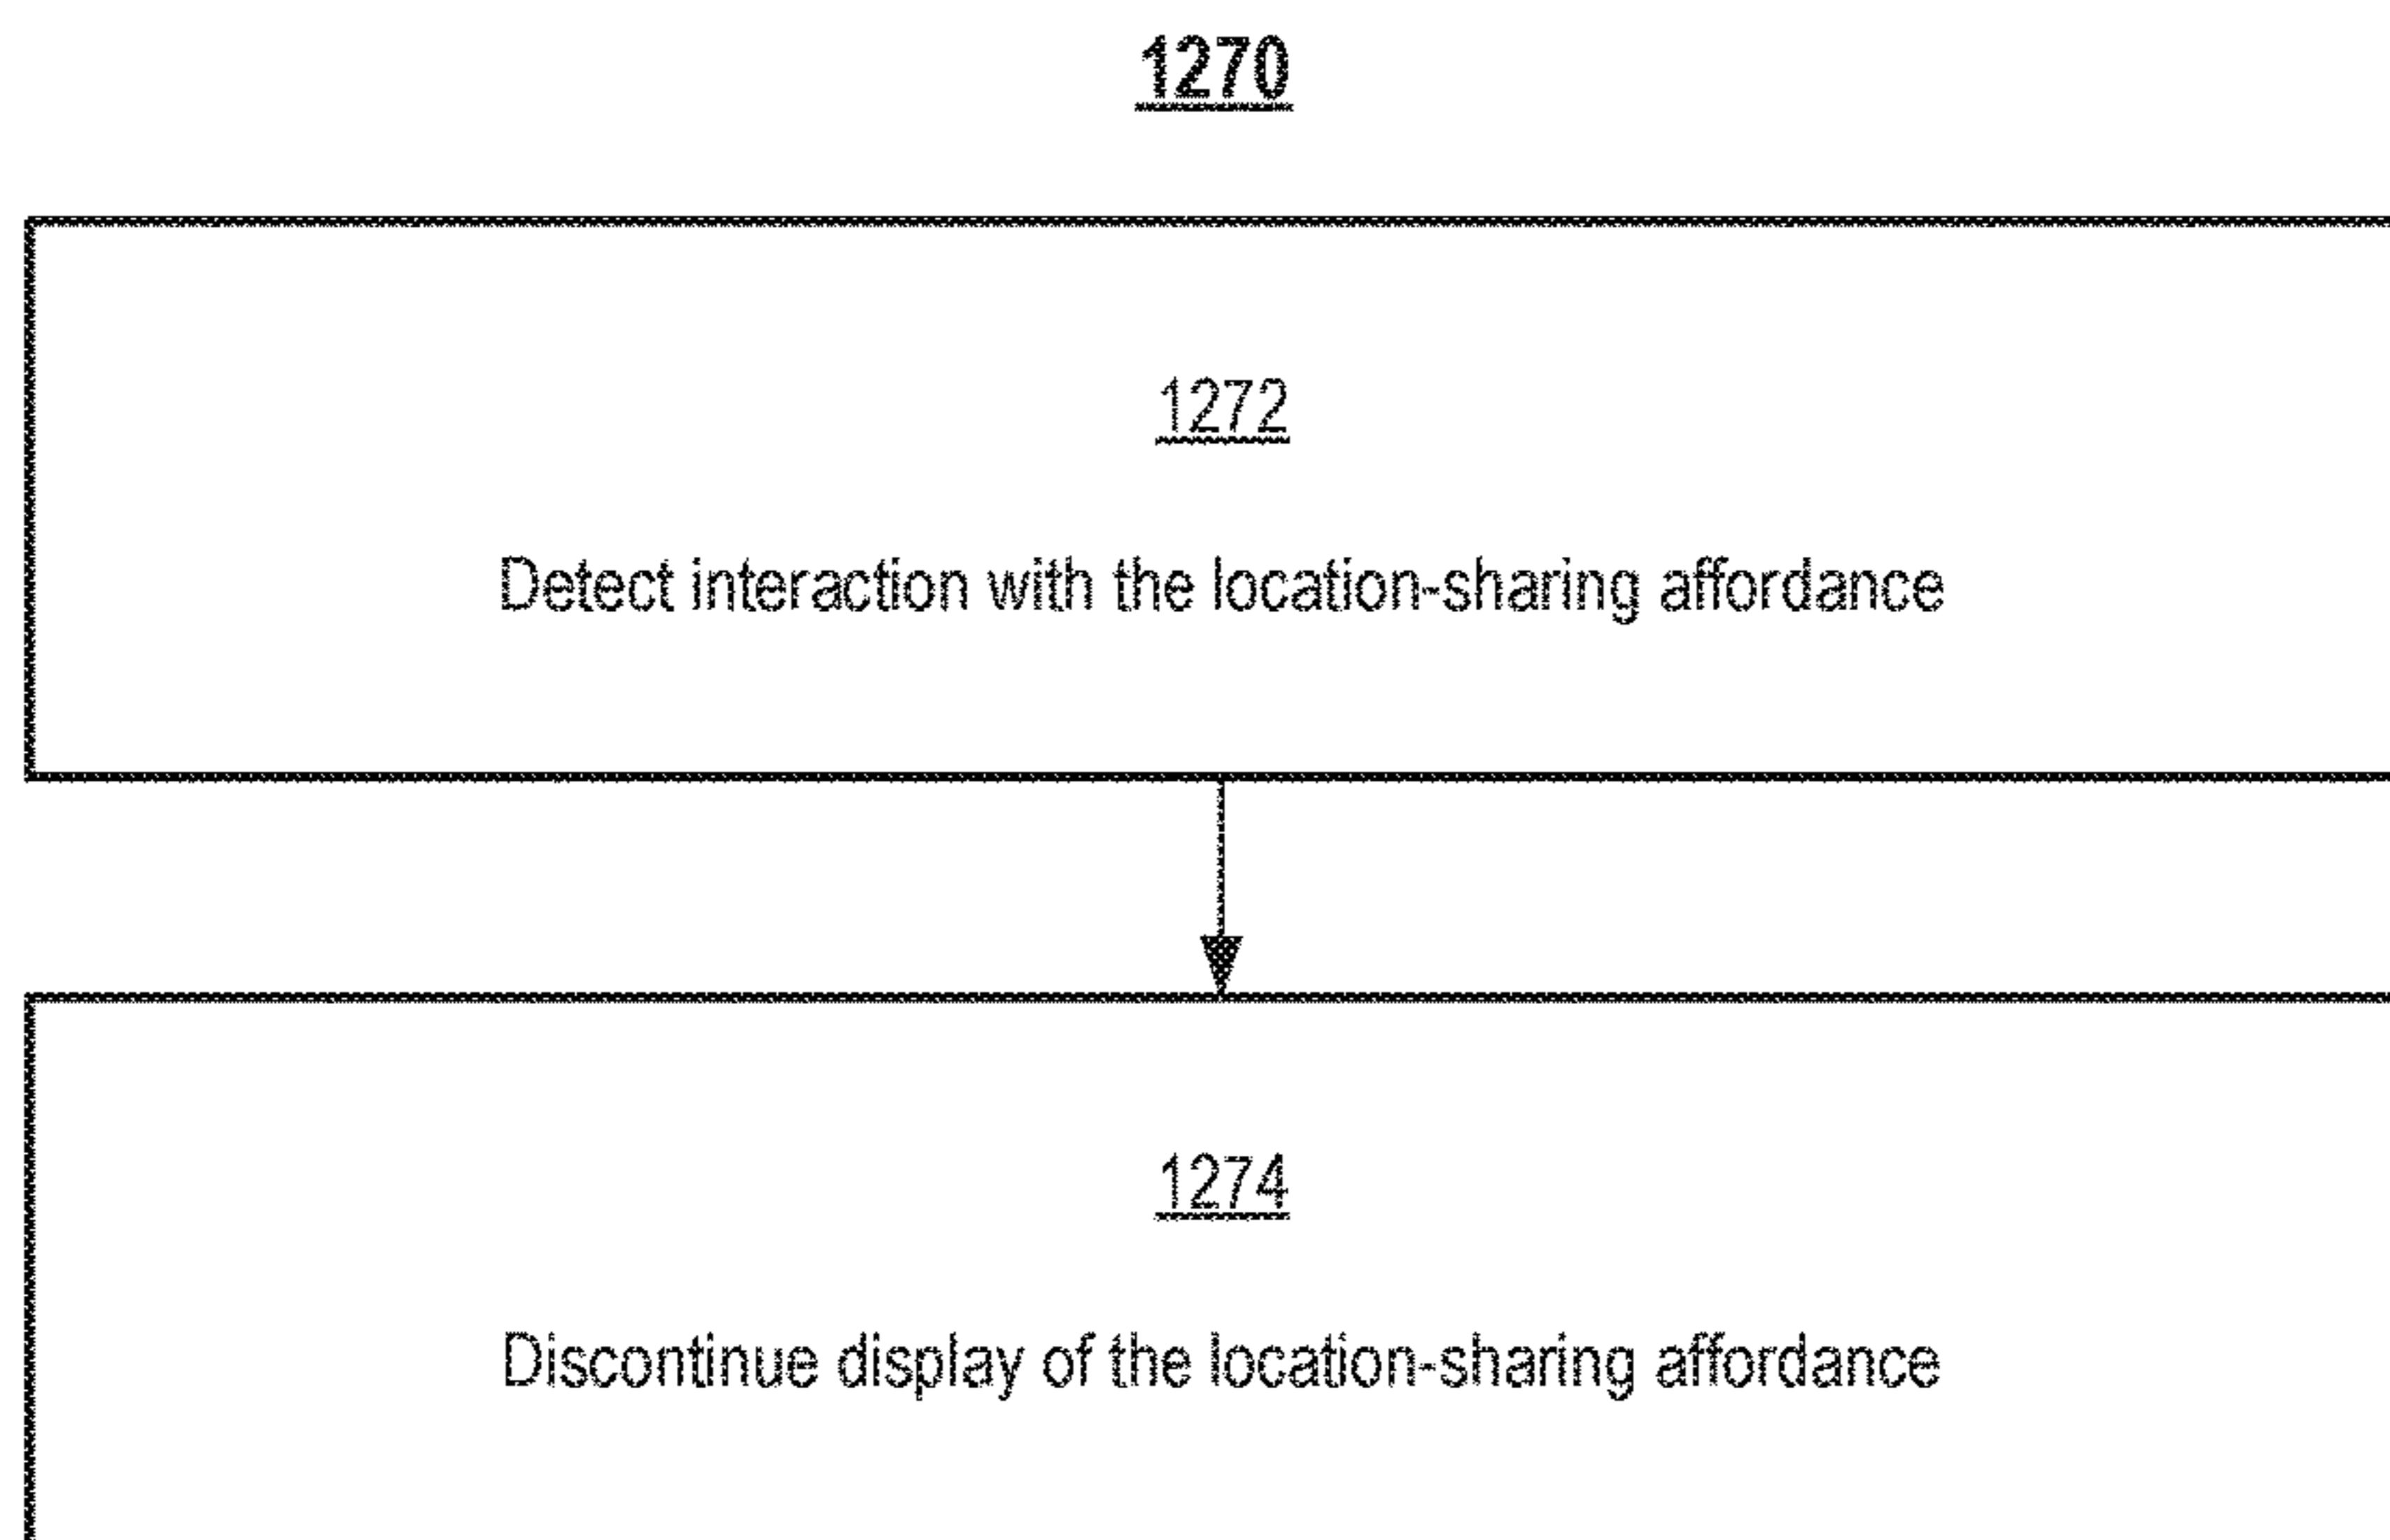 1270
1272
Detect interaction with the location-sharing affordance
1274
Discontinue display of the location-sharing affordance